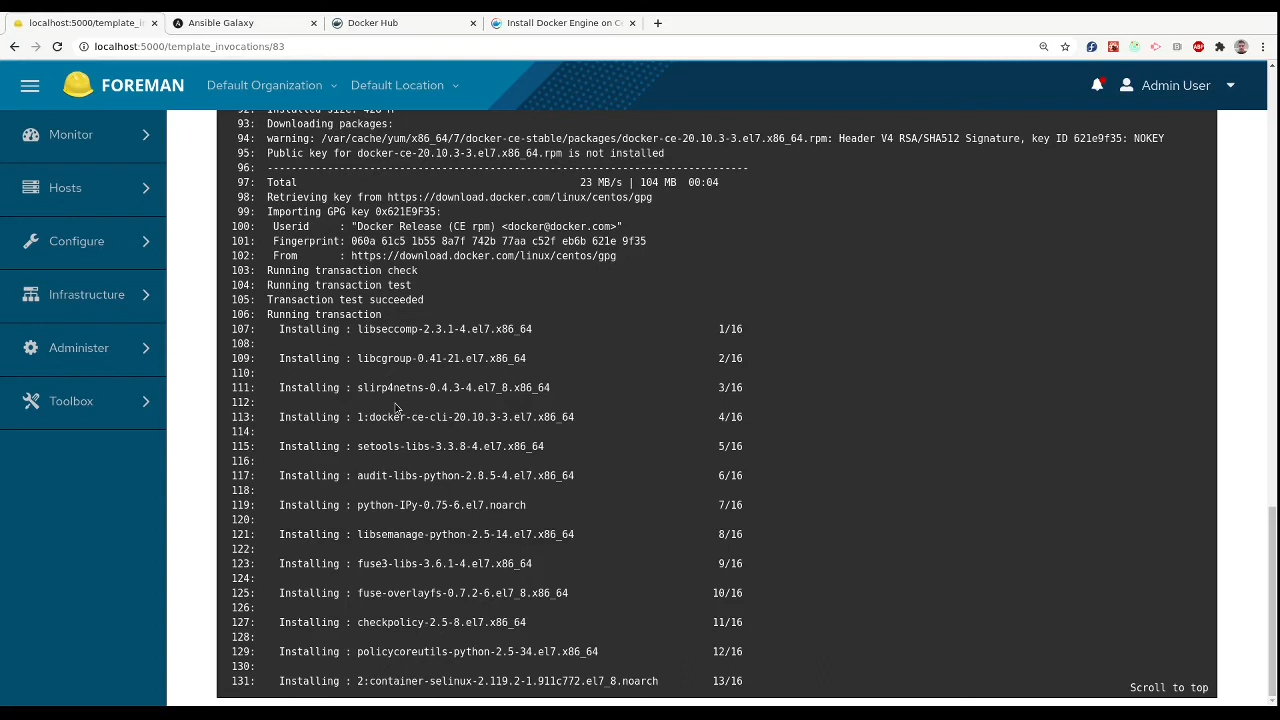 localhost:5000/template_in
Ansible Galaxy
Docker Hub
Install Docker Engine on Ce
localhost:5000/template_invocations/83
FOREMAN
Default Organization
Default Location
Admin User
Monitor
Hosts
Configure
Infrastructure
Administer
Toolbox
92: Installed size: 426 M
93: Downloading packages:
94: warning: /var/cache/yum/x86_64/7/docker-ce-stable/packages/docker-ce-20.10.3-3.el7.x86_64.rpm: Header V4 RSA/SHA512 Signature, key ID 621e9f35: NOKEY
95: Public key for docker-ce-20.10.3-3.el7.x86_64.rpm is not installed
96: --------------------------------------------------------------------------------
97: Total 23 MB/s | 104 MB 00:04
98: Retrieving key from https://download.docker.com/linux/centos/gpg
99: Importing GPG key 0x621E9F35:
100: Userid : "Docker Release (CE rpm) <docker@docker.com>"
101: Fingerprint: 060a 61c5 1b55 8a7f 742b 77aa c52f eb6b 621e 9f35
102: From : https://download.docker.com/linux/centos/gpg
103: Running transaction check
104: Running transaction test
105: Transaction test succeeded
106: Running transaction
107: Installing : libseccomp-2.3.1-4.el7.x86_64 1/16
108:
109: Installing : libcgroup-0.41-21.el7.x86_64 2/16
110:
111: Installing : slirp4netns-0.4.3-4.el7_8.x86_64 3/16
112:
113: Installing : 1:docker-ce-cli-20.10.3-3.el7.x86_64 4/16
114:
115: Installing : setools-libs-3.3.8-4.el7.x86_64 5/16
116:
117: Installing : audit-libs-python-2.8.5-4.el7.x86_64 6/16
118:
119: Installing : python-IPy-0.75-6.el7.noarch 7/16
120:
121: Installing : libsemanage-python-2.5-14.el7.x86_64 8/16
122:
123: Installing : fuse3-libs-3.6.1-4.el7.x86_64 9/16
124:
125: Installing : fuse-overlayfs-0.7.2-6.el7_8.x86_64 10/16
126:
127: Installing : checkpolicy-2.5-8.el7.x86_64 11/16
128:
129: Installing : policycoreutils-python-2.5-34.el7.x86_64 12/16
130:
131: Installing : 2:container-selinux-2.119.2-1.911c772.el7_8.noarch 13/16
Scroll to top